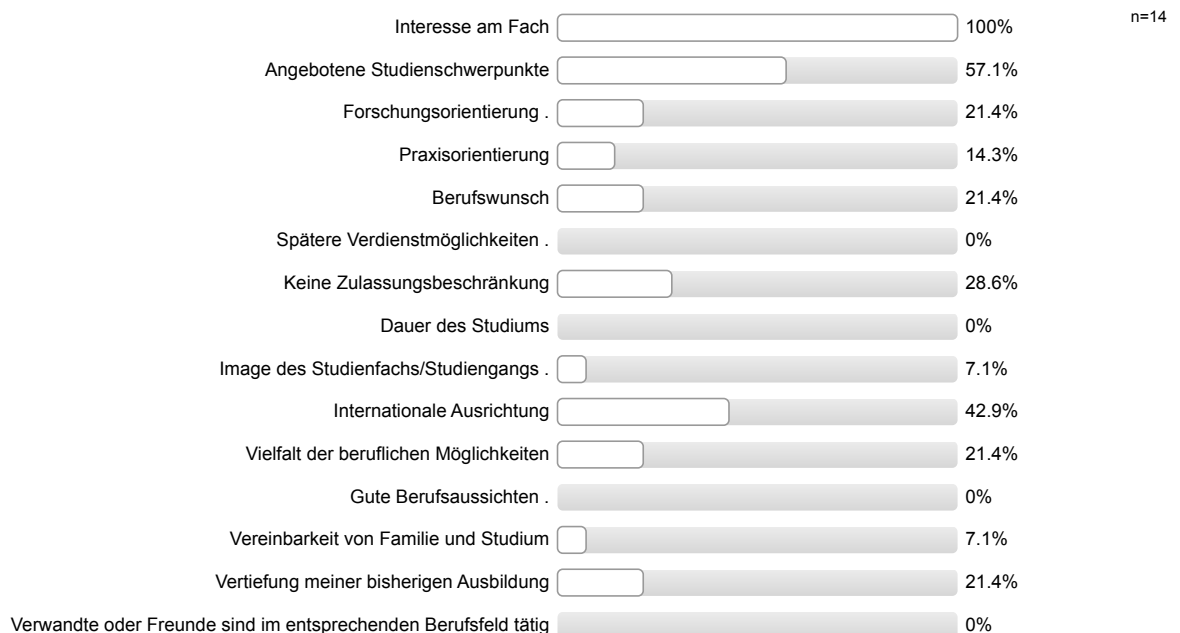 n=14
Interesse am Fach 100%
Angebotene Studienschwerpunkte 57.1%
Forschungsorientierung . 21.4%
Praxisorientierung 14.3%
Berufswunsch 21.4%
Spätere Verdienstmöglichkeiten . 0%
Keine Zulassungsbeschränkung 28.6%
Dauer des Studiums 0%
Image des Studienfachs/Studiengangs . 7.1%
Internationale Ausrichtung 42.9%
Vielfalt der beruflichen Möglichkeiten 21.4%
Gute Berufsaussichten . 0%
Vereinbarkeit von Familie und Studium 7.1%
Vertiefung meiner bisherigen Ausbildung 21.4%
Verwandte oder Freunde sind im entsprechenden Berufsfeld tätig 0%